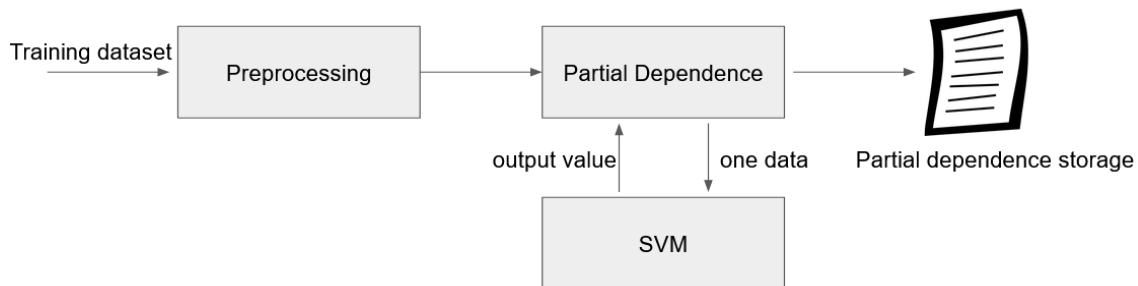 Training dataset
Preprocessing
Partial Dependence
output value
one data
Partial dependence storage
SVM